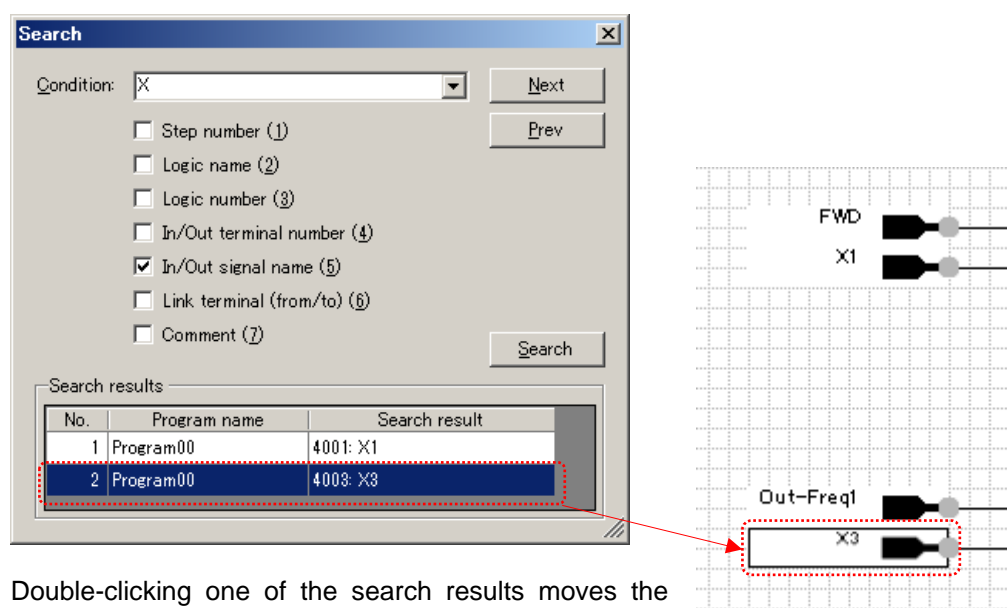 Search
Condition: X
Next
Step number (1)
Prev
Logic name (2)
Logic number (3)
In/Out terminal number (4)
In/Out signal name (5)
Link terminal (from/to) (6)
Comment (7)
Search
Search results
No. Program name Search result
1 Program00 4001: X1
2 Program00 4003: X3
FWD
X1
Out-Freq1
X3
Double-clicking one of the search results moves the